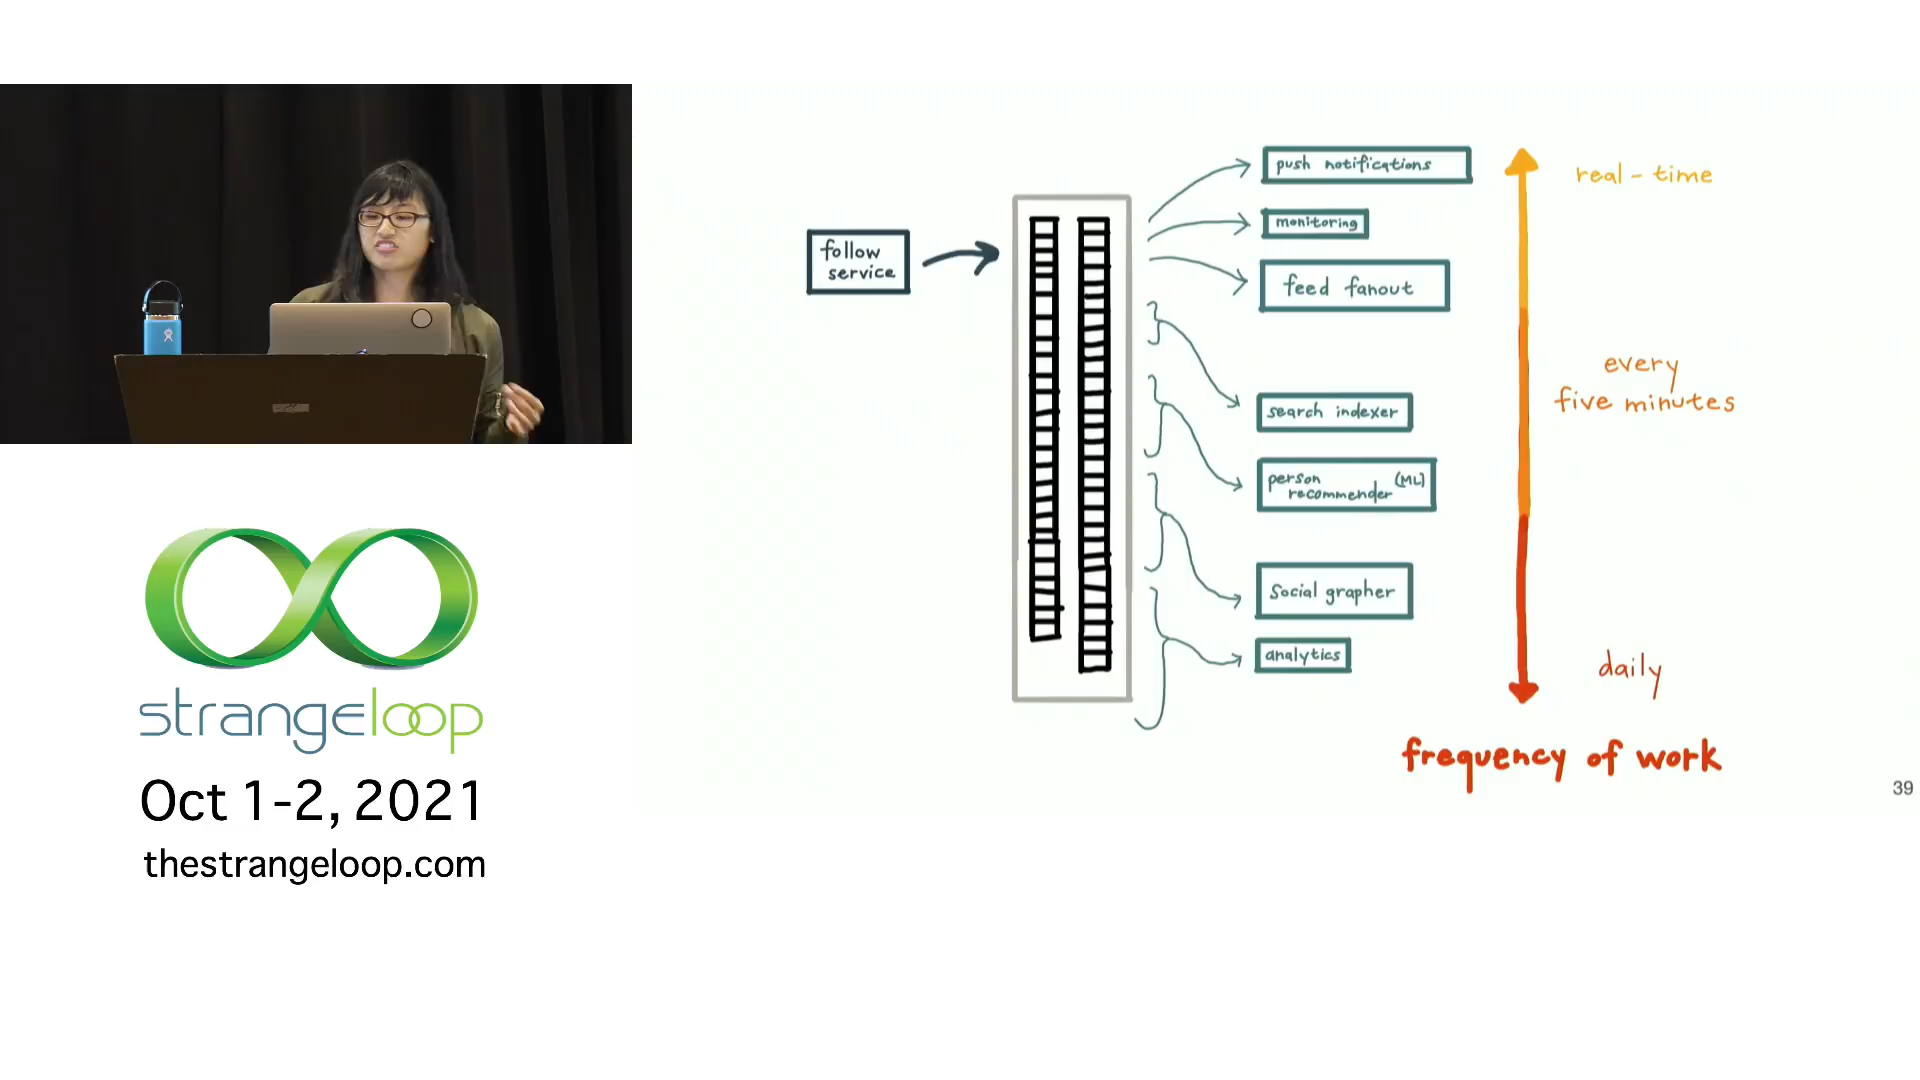 strangeloop
Oct 1-2, 2021
thestrangeloop.com
follow
service
push notifications
monitoring
feed fanout
search indexer
person (ML)
recommender
Social grapher
analytics
real-time
every
five minutes
daily
frequency of work
39